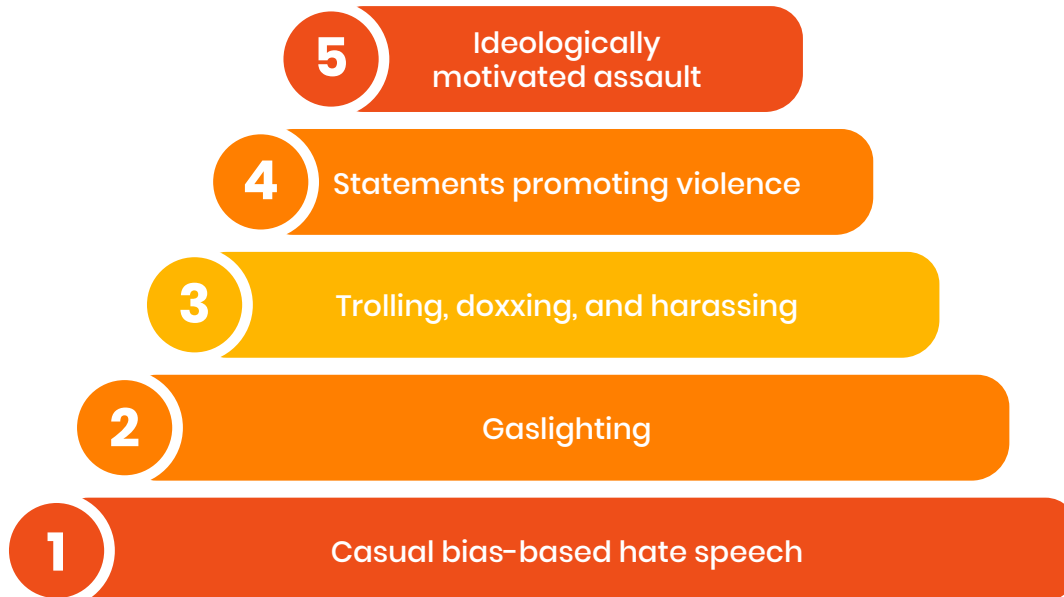 5
Ideologically
motivated assault
4
Statements promoting violence
3
Trolling, doxxing, and harassing
2
Gaslighting
1
Casual bias-based hate speech